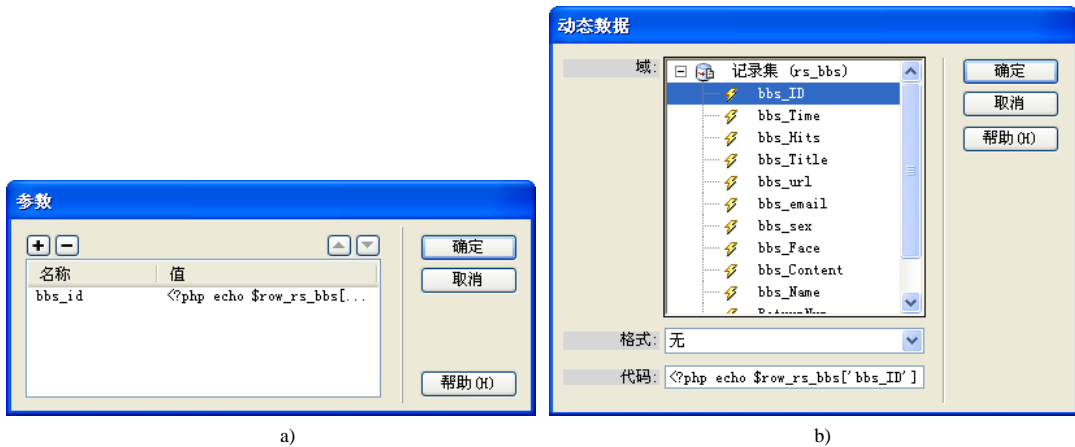 参数
名称 值
bbs_id <?php echo $row_rs_bbs[...
确定
取消
帮助(H)
a)
动态数据
域:
记录集 (rs_bbs)
bbs_ID
bbs_Time
bbs_Hits
bbs_Title
bbs_url
bbs_email
bbs_sex
bbs_Face
bbs_Content
bbs_Name
格式: 无
代码: <?php echo $row_rs_bbs['bbs_ID']
确定
取消
帮助(H)
b)